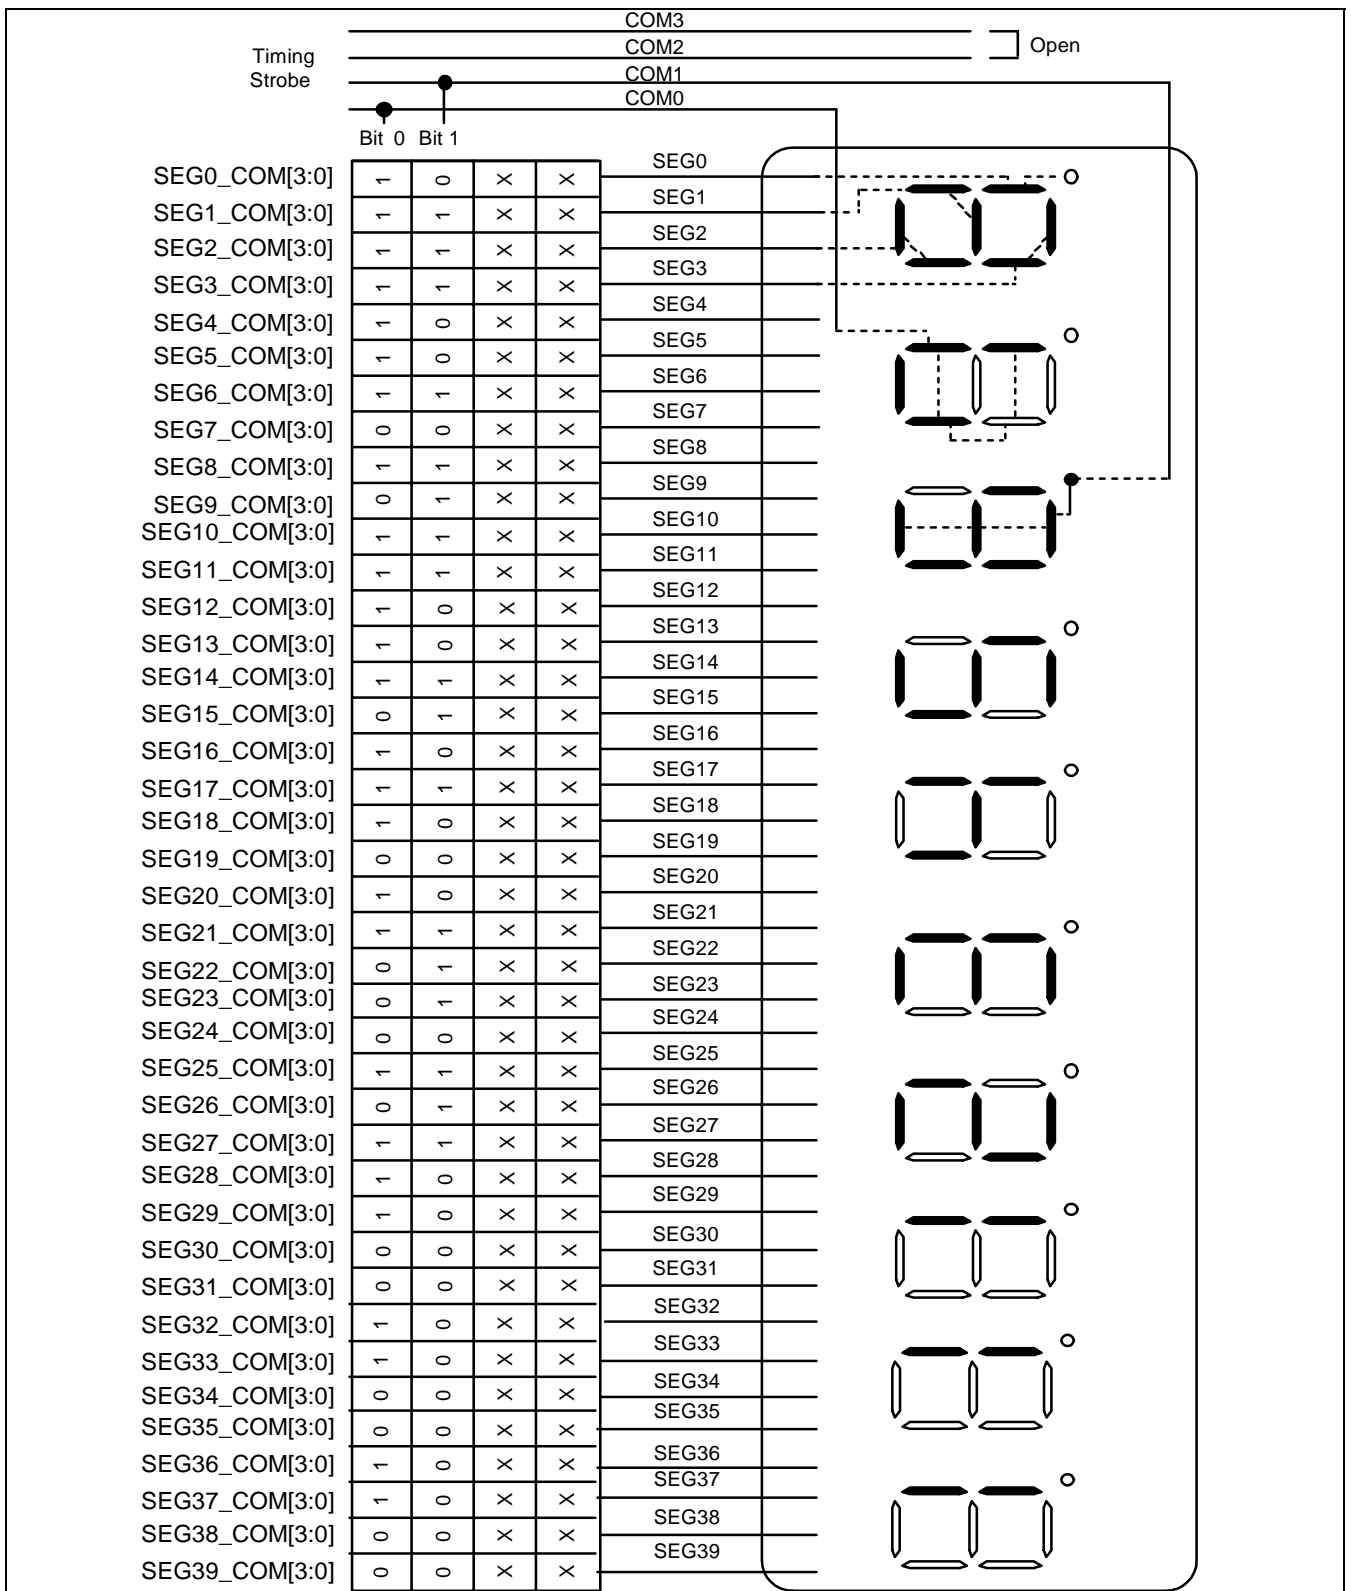 COM3
COM2
Open
Timing
Strobe
COM1
COM0
Bit 0 Bit 1
SEG0_COM[3:0] 1 0 X X SEG0
SEG1_COM[3:0] 1 1 X X SEG1
SEG2_COM[3:0] 1 1 X X SEG2
SEG3_COM[3:0] 1 1 X X SEG3
SEG4_COM[3:0] 1 0 X X SEG4
SEG5_COM[3:0] 1 0 X X SEG5
SEG6_COM[3:0] 1 1 X X SEG6
SEG7_COM[3:0] 0 0 X X SEG7
SEG8_COM[3:0] 1 1 X X SEG8
SEG9_COM[3:0] 0 1 X X SEG9
SEG10_COM[3:0] 1 1 X X SEG10
SEG11_COM[3:0] 1 1 X X SEG11
SEG12_COM[3:0] 1 0 X X SEG12
SEG13_COM[3:0] 1 0 X X SEG13
SEG14_COM[3:0] 1 1 X X SEG14
SEG15_COM[3:0] 0 1 X X SEG15
SEG16_COM[3:0] 1 0 X X SEG16
SEG17_COM[3:0] 1 1 X X SEG17
SEG18_COM[3:0] 1 0 X X SEG18
SEG19_COM[3:0] 0 0 X X SEG19
SEG20_COM[3:0] 1 0 X X SEG20
SEG21_COM[3:0] 1 1 X X SEG21
SEG22_COM[3:0] 0 1 X X SEG22
SEG23_COM[3:0] 0 1 X X SEG23
SEG24_COM[3:0] 0 0 X X SEG24
SEG25_COM[3:0] 1 1 X X SEG25
SEG26_COM[3:0] 0 1 X X SEG26
SEG27_COM[3:0] 1 1 X X SEG27
SEG28_COM[3:0] 1 0 X X SEG28
SEG29_COM[3:0] 1 0 X X SEG29
SEG30_COM[3:0] 0 0 X X SEG30
SEG31_COM[3:0] 0 0 X X SEG31
SEG32_COM[3:0] 1 0 X X SEG32
SEG33_COM[3:0] 1 0 X X SEG33
SEG34_COM[3:0] 0 0 X X SEG34
SEG35_COM[3:0] 0 0 X X SEG35
SEG36_COM[3:0] 1 0 X X SEG36
SEG37_COM[3:0] 1 0 X X SEG37
SEG38_COM[3:0] 0 0 X X SEG38
SEG39_COM[3:0] 0 0 X X SEG39